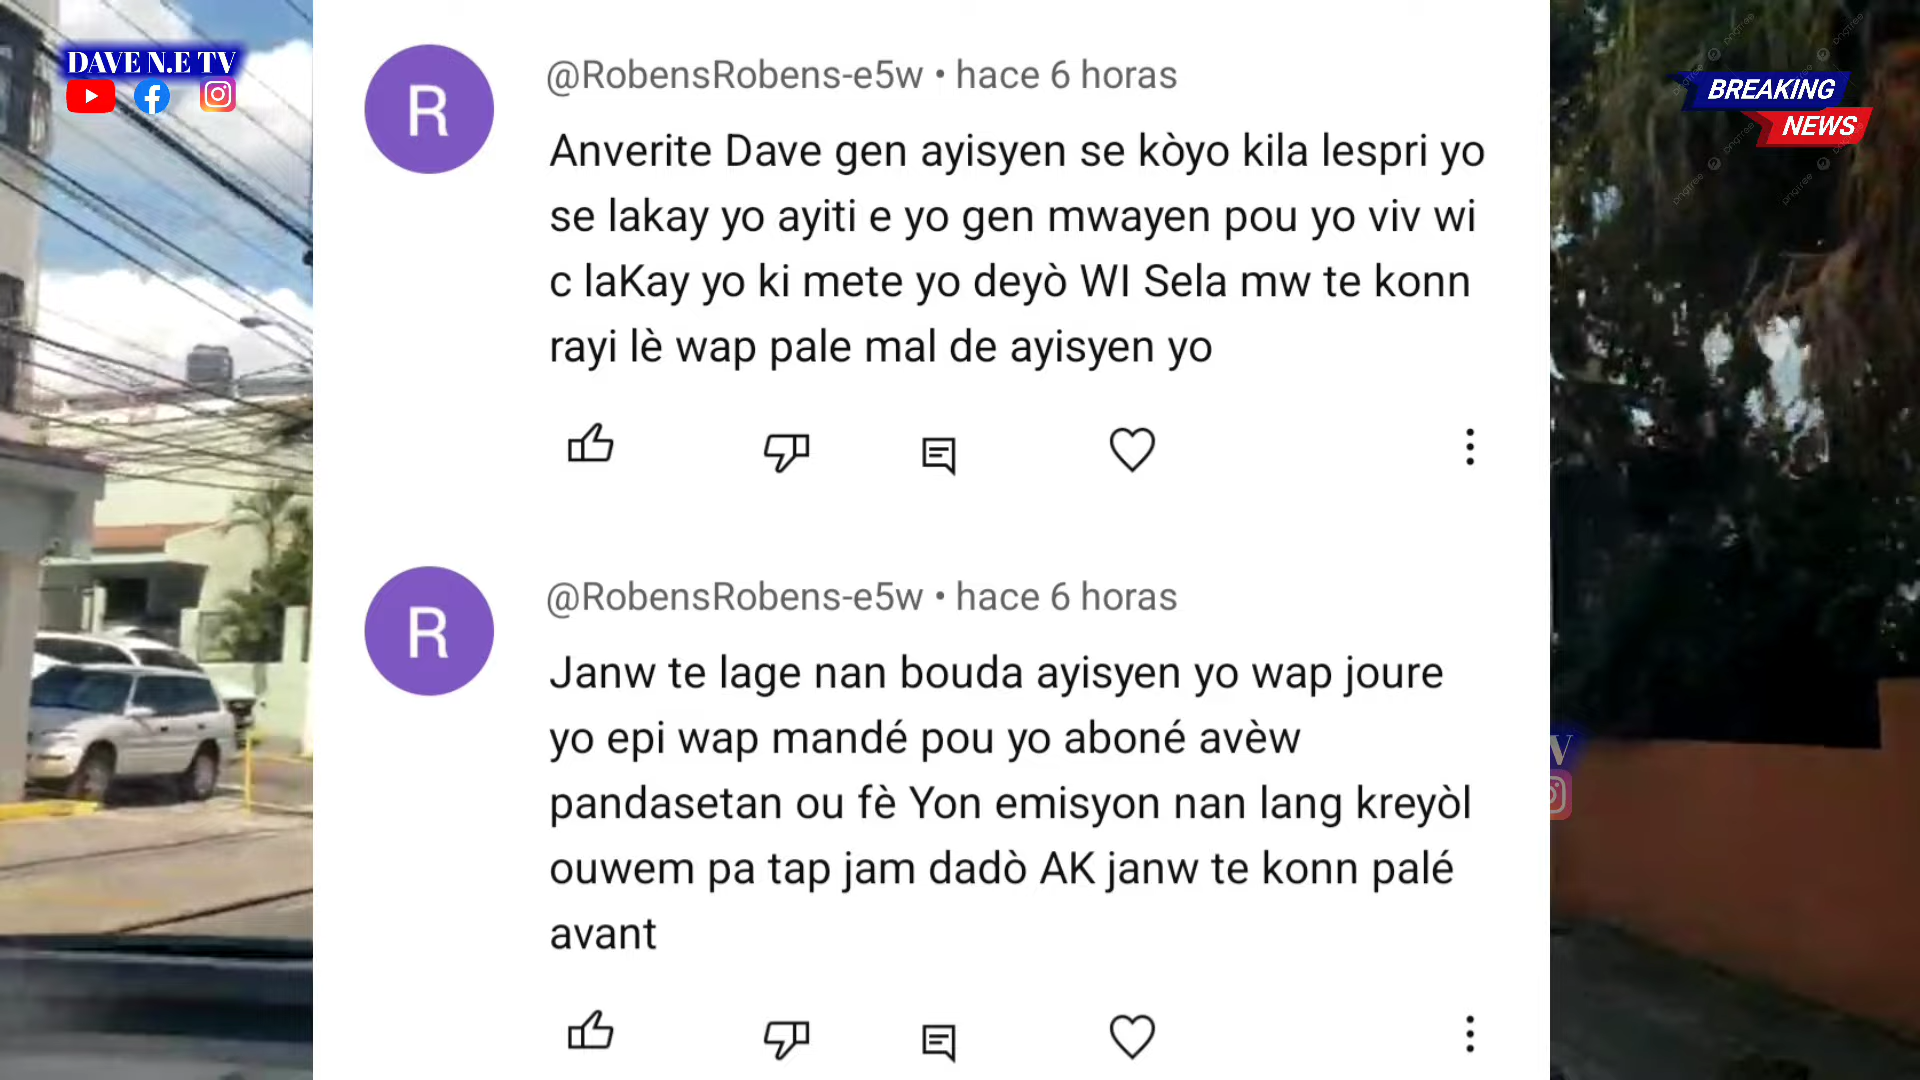 DAVE N.E TV
BREAKING
NEWS
R
@RobensRobens-e5w • hace 6 horas
Anverite Dave gen ayisyen se kòyo kila lespri yo
se lakay yo ayiti e yo gen mwayen pou yo viv wi
c laKay yo ki mete yo deyò WI Sela mw te konn
rayi lè wap pale mal de ayisyen yo
R
@RobensRobens-e5w • hace 6 horas
Janw te lage nan bouda ayisyen yo wap joure
yo epi wap mandé pou yo aboné avèw
pandasetan ou fè Yon emisyon nan lang kreyòl
ouwem pa tap jam dadò AK janw te konn palé
avant
V